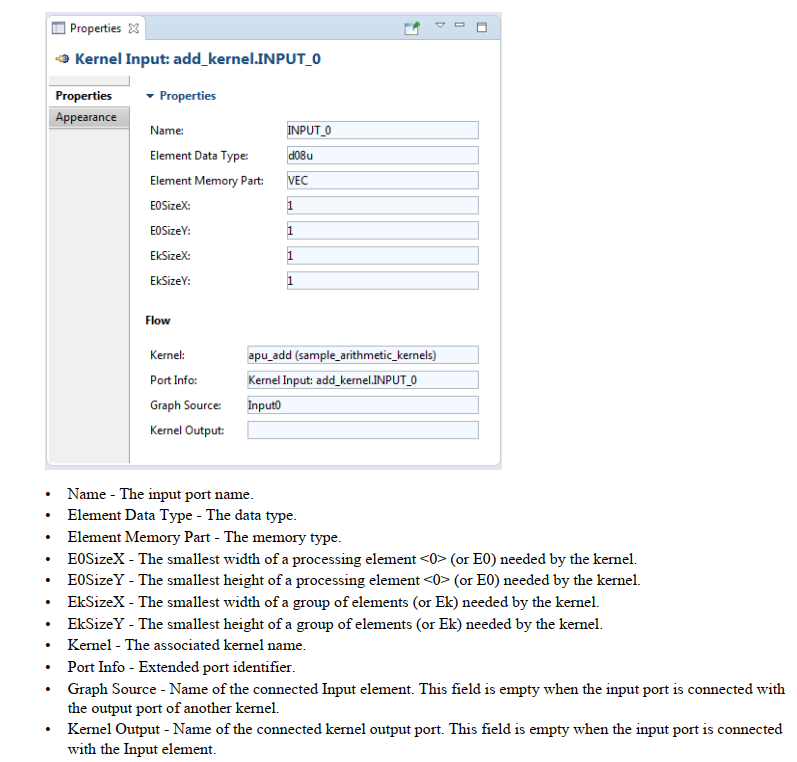 Properties
Kernel Input: add_kernel.INPUT_0
Properties
Appearance
Properties
Name: INPUT_0
Element Data Type: d08u
Element Memory Part: VEC
E0SizeX: 1
E0SizeY: 1
EkSizeX: 1
EkSizeY: 1
Flow
Kernel: apu_add (sample_arithmetic_kernels)
Port Info: Kernel Input: add_kernel.INPUT_0
Graph Source: Input0
Kernel Output:
• Name - The input port name.
• Element Data Type - The data type.
• Element Memory Part - The memory type.
• E0SizeX - The smallest width of a processing element <0> (or E0) needed by the kernel.
• E0SizeY - The smallest height of a processing element <0> (or E0) needed by the kernel.
• EkSizeX - The smallest width of a group of elements (or Ek) needed by the kernel.
• EkSizeY - The smallest height of a group of elements (or Ek) needed by the kernel.
• Kernel - The associated kernel name.
• Port Info - Extended port identifier.
• Graph Source - Name of the connected Input element. This field is empty when the input port is connected with
the output port of another kernel.
• Kernel Output - Name of the connected kernel output port. This field is empty when the input port is connected
with the Input element.